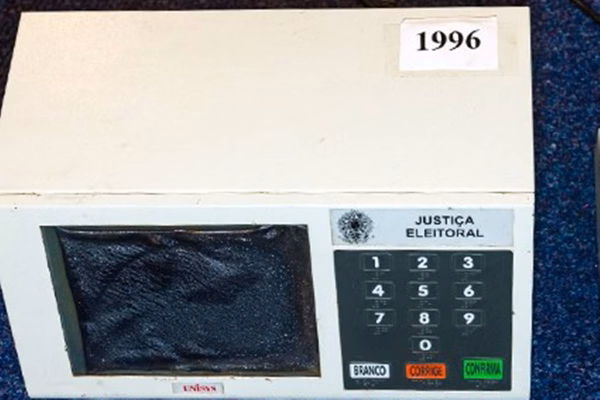 1996
JUSTIÇA
ELEITORAL
1 2 3
4 5 6
7 8 9
0
BRANCO CORRIGE CONFIRMA
UNISYS